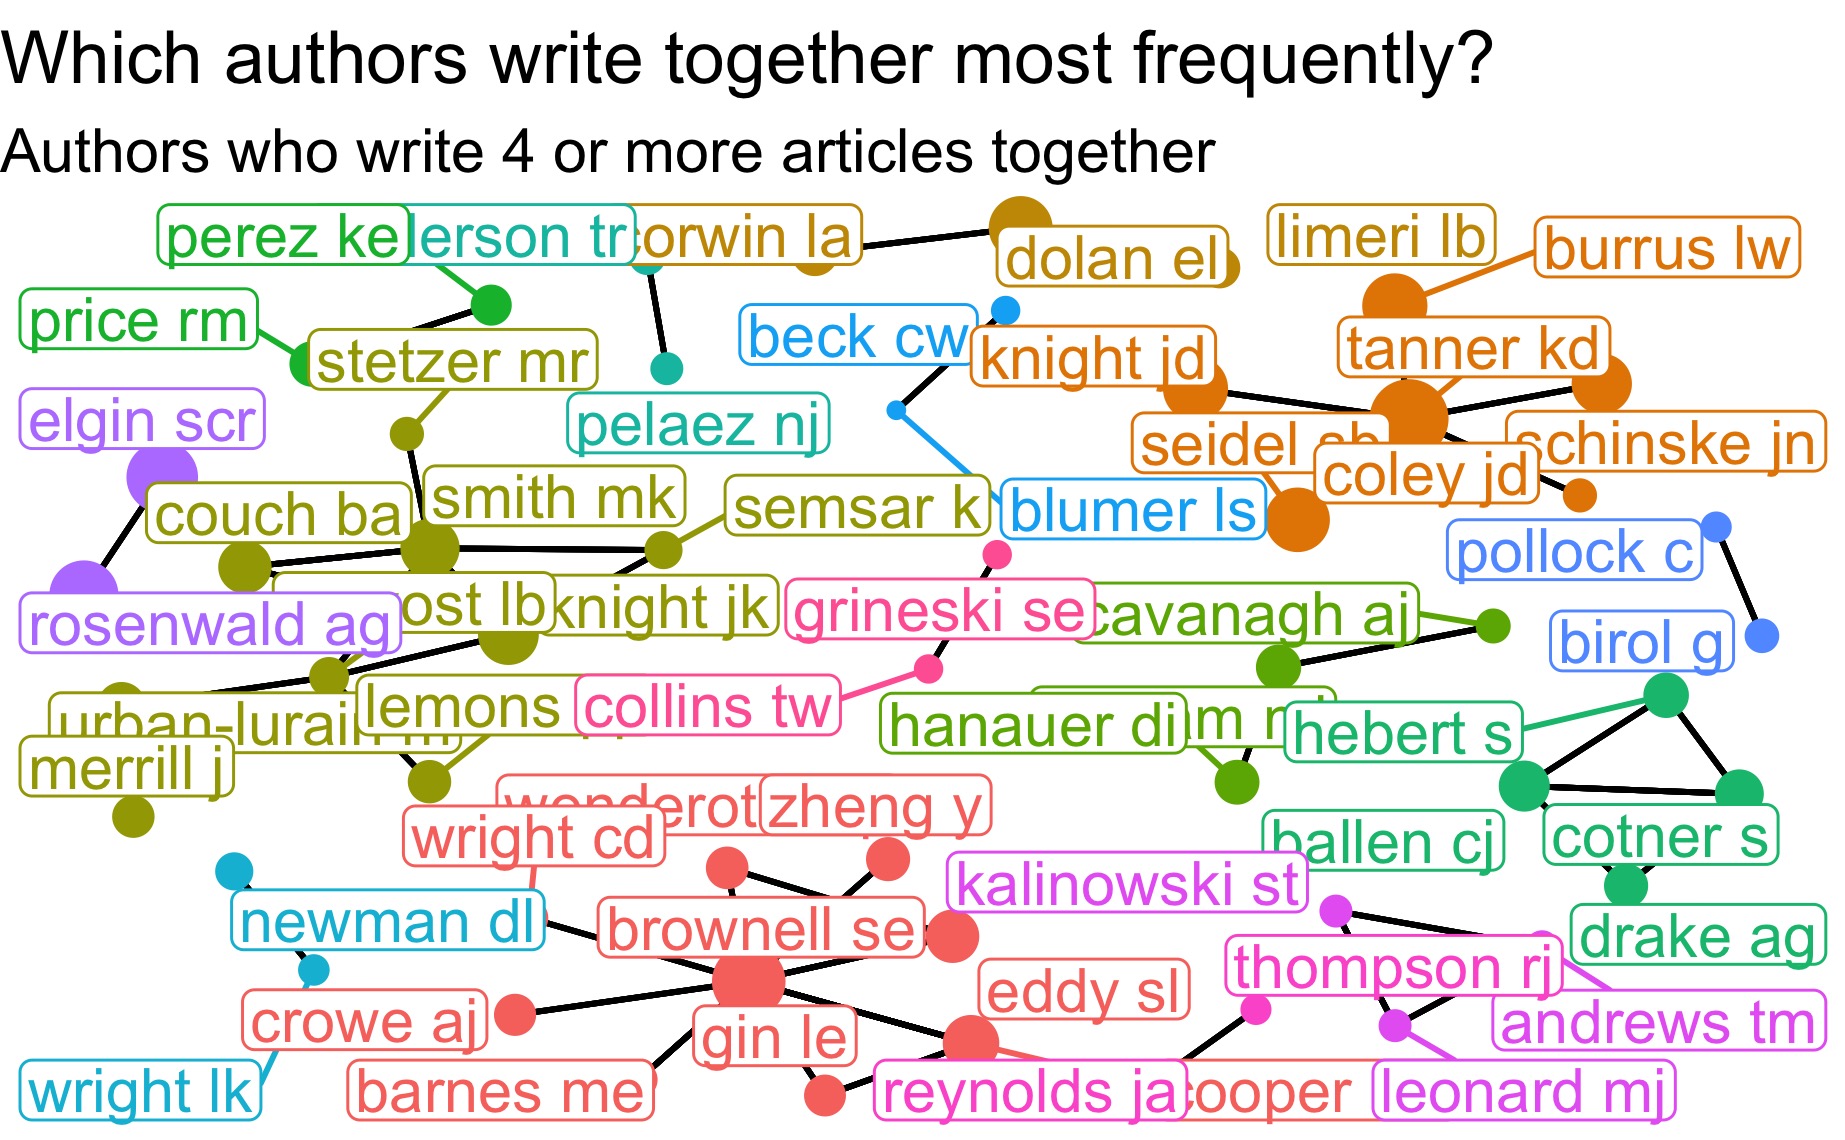 Which authors write together most frequently?
Authors who write 4 or more articles together
perez ke
lerson tr
orwin la
dolan el
limeri lb
burrus lw
price rm
stetzer mr
beck cw
knight jd
tanner kd
elgin scr
pelaez nj
seidel sb
coley jd
schinske jn
couch ba
smith mk
semsar k
blumer ls
pollock c
rosenwald ag
ost lb
knight jk
grineski se
cavanagh aj
birol g
urban-lurain m
lemons
collins tw
hanauer di
hebert s
merrill j
wenderot
zheng y
wright cd
ballen cj
cotner s
kalinowski st
newman dl
brownell se
drake ag
thompson rj
eddy sl
crowe aj
gin le
andrews tm
wright lk
barnes me
reynolds ja
cooper
leonard mj